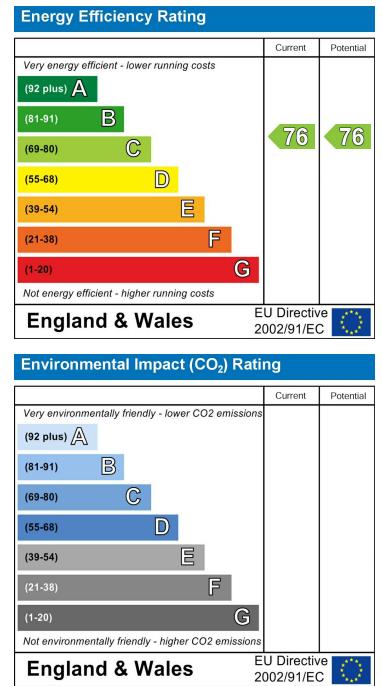 Energy Efficiency Rating
Current Potential
Very energy efficient - lower running costs
(92 plus) A
(81-91) B
(69-80) C
76 76
(55-68) D
(39-54) E
(21-38) F
(1-20) G
Not energy efficient - higher running costs
England & Wales
EU Directive
2002/91/EC
Environmental Impact (CO2) Rating
Current Potential
Very environmentally friendly - lower CO2 emissions
(92 plus) A
(81-91) B
(69-80) C
(55-68) D
(39-54) E
(21-38) F
(1-20) G
Not environmentally friendly - higher CO2 emissions
England & Wales
EU Directive
2002/91/EC